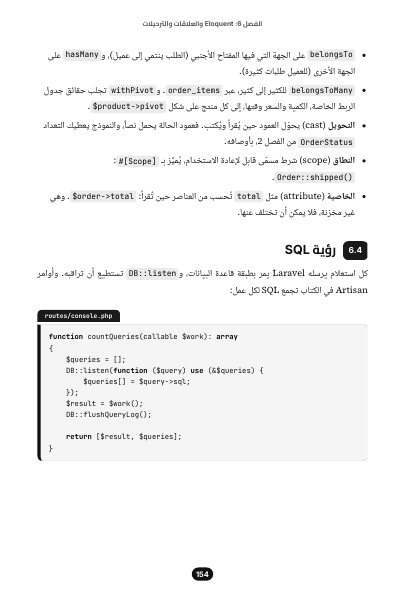 الفصل 6: Eloquent والعلاقات والترحيلات
• belongsTo على الجهة التي فيها المفتاح الأجنبي (الطلب ينتمي إلى عميل)، وhasMany على
الجهة الأخرى (للعميل طلبات كثيرة).
• belongsToMany للكثير إلى كثير، عبر order_items. وwithPivot تجلب حقائق جدول
الربط الخاصة، الكمية والسعر وقتها، إلى كل منتج على شكل $product->pivot.
• التحويل (cast) يحوّل العمود حين يُقرأ ويُكتب. فعمود الحالة يحمل نصاً، والنموذج يعطيك التعداد
OrderStatus من الفصل 2، بأوصافه.
• النطاق (scope) شرط مسمّى قابل لإعادة الاستخدام، يُميَّز بـ #[Scope]:
Order::shipped().
• الخاصية (attribute) مثل total تُحسب من العناصر حين تُقرأ: $order->total. وهي
غير مخزنة، فلا يمكن أن تختلف عنها.
6.4 رؤية SQL
كل استعلام يرسله Laravel يمر بطبقة قاعدة البيانات، وDB::listen تستطيع أن تراقبه. وأوامر
Artisan في الكتاب تجمع SQL لكل عمل:
routes/console.php
function countQueries(callable $work): array
{
    $queries = [];
    DB::listen(function ($query) use (&$queries) {
        $queries[] = $query->sql;
    });
    $result = $work();
    DB::flushQueryLog();
    return [$result, $queries];
}
154